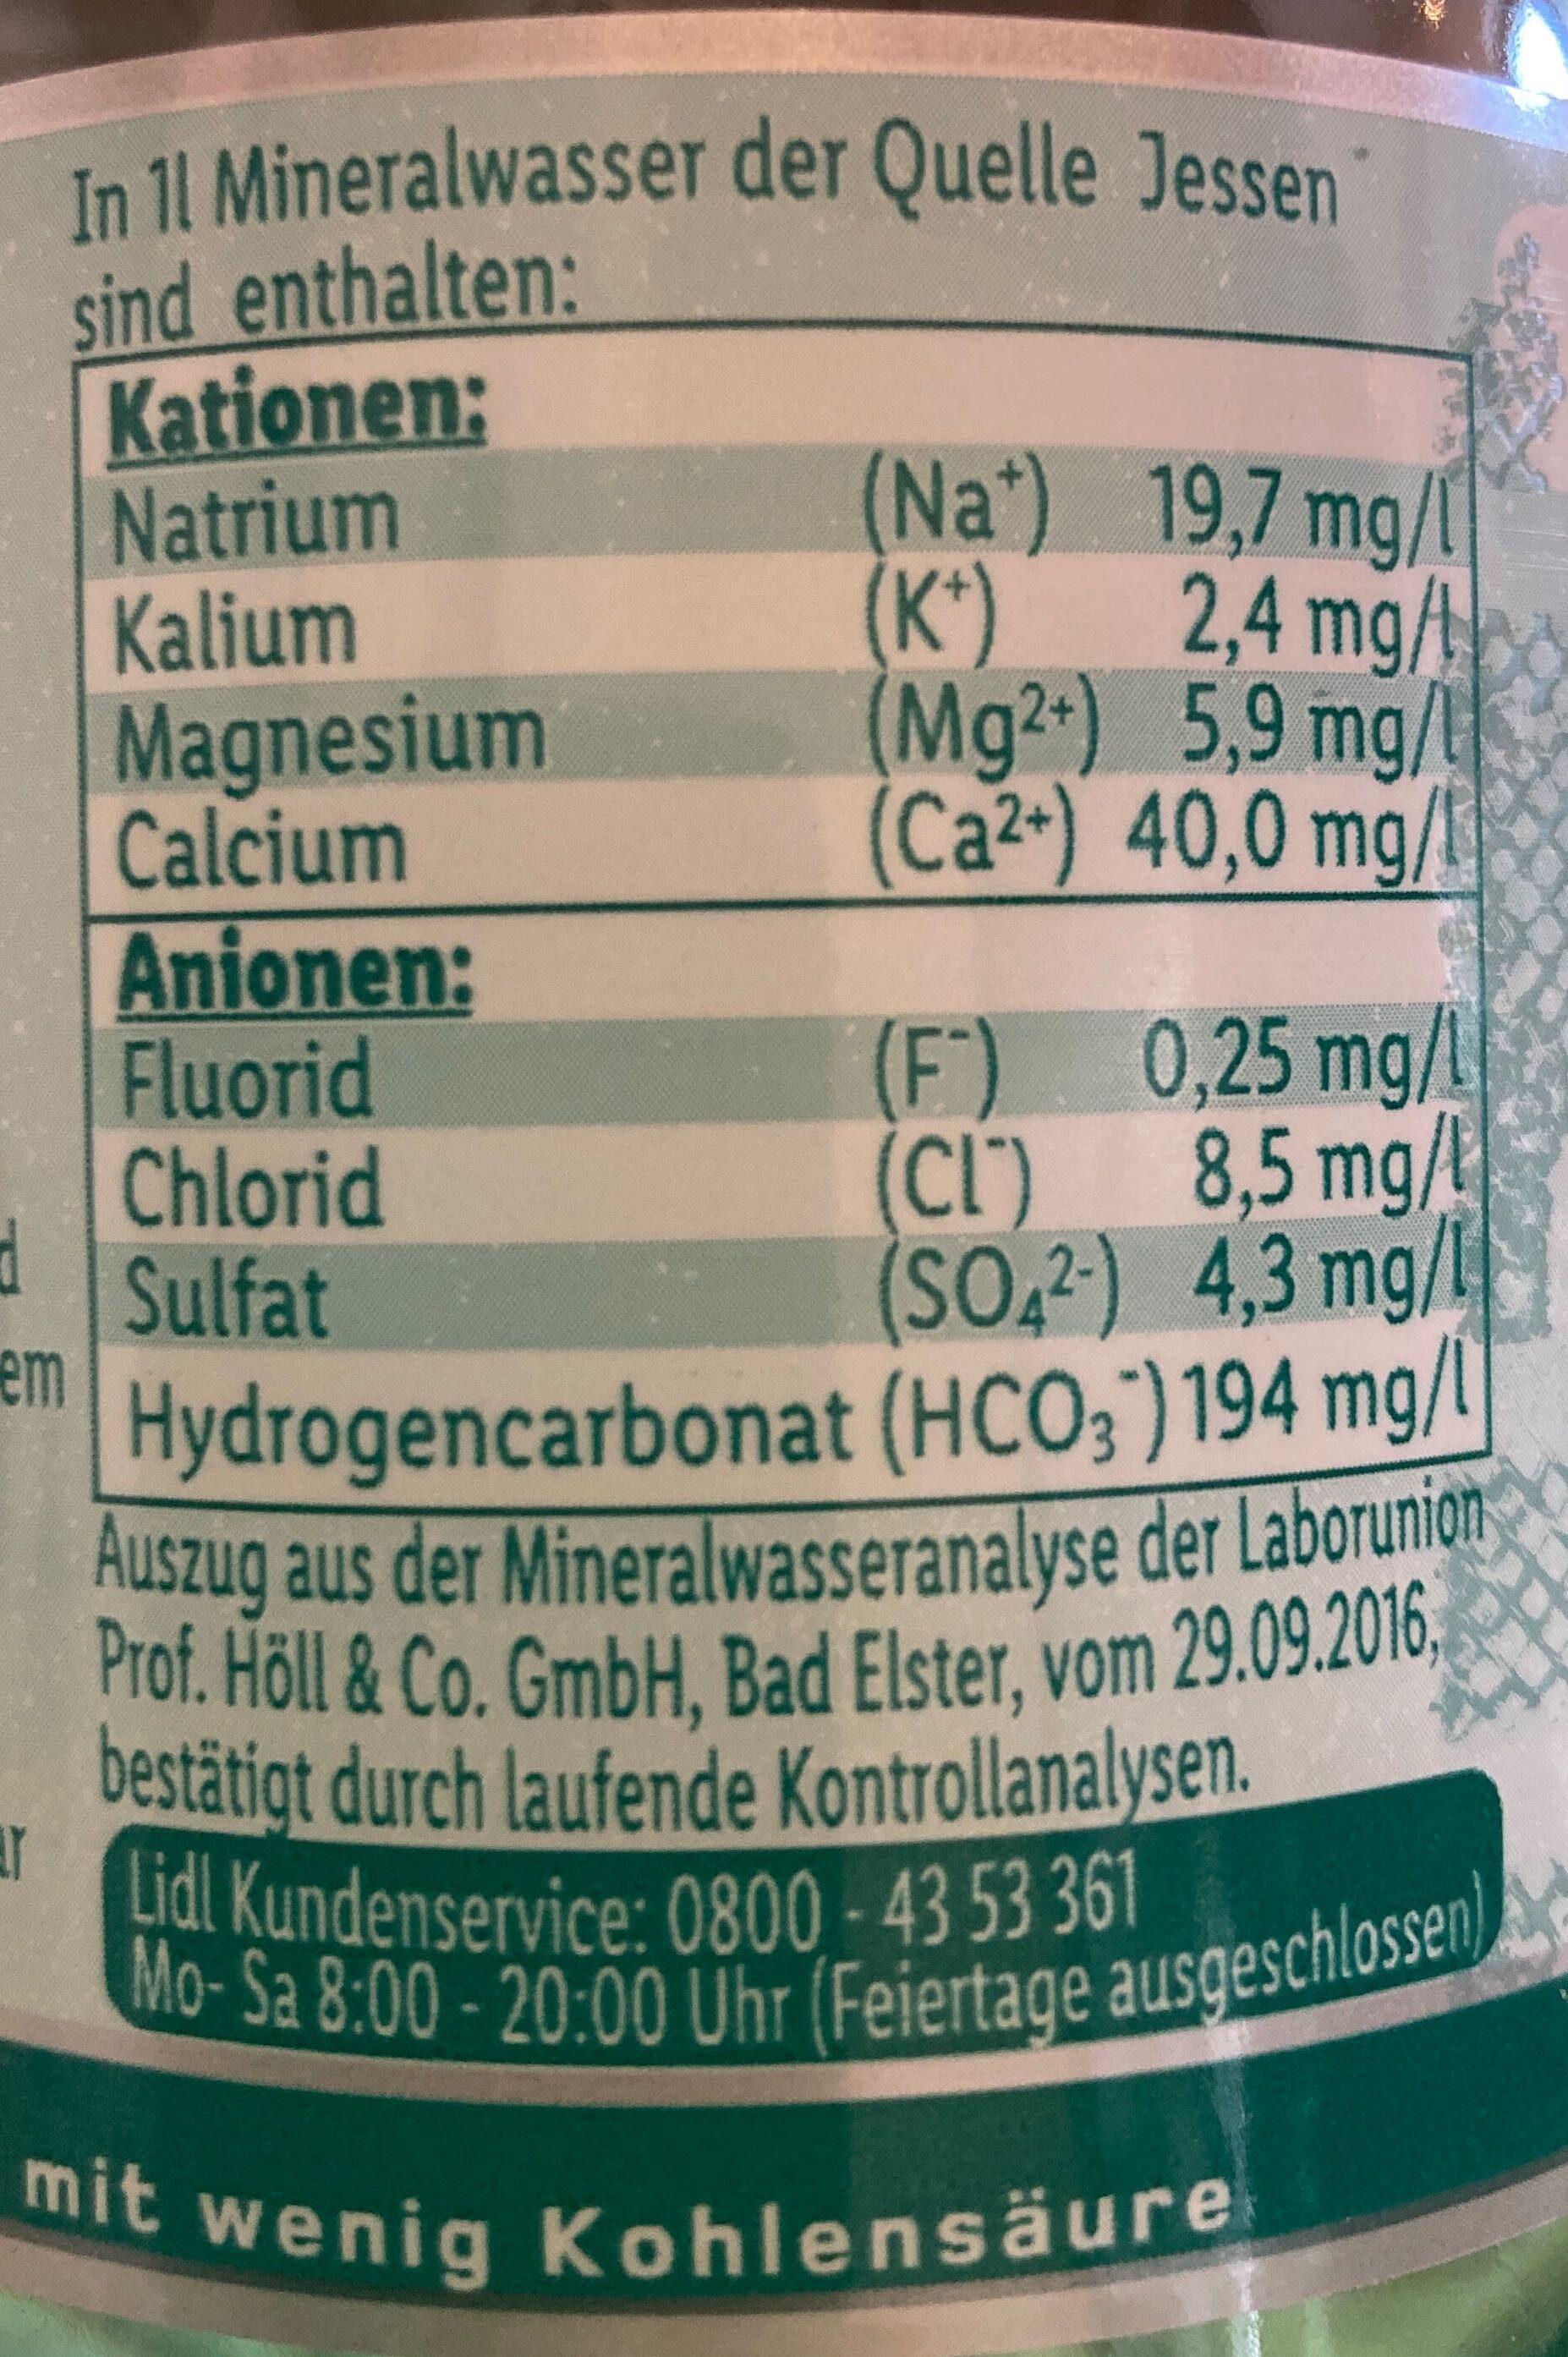 In 1l Mineralwasser der Quelle Jessen
sind enthalten:
Kationen:
Natrium (Na⁺) 19,7 mg/l
Kalium (K⁺) 2,4 mg/l
Magnesium (Mg²⁺) 5,9 mg/l
Calcium (Ca²⁺) 40,0 mg/l
Anionen:
Fluorid (F⁻) 0,25 mg/l
Chlorid (Cl⁻) 8,5 mg/l
Sulfat (SO₄²⁻) 4,3 mg/l
Hydrogencarbonat (HCO₃⁻) 194 mg/l
Auszug aus der Mineralwasseranalyse der Laborunion
Prof. Höll & Co. GmbH, Bad Elster, vom 29.09.2016,
bestätigt durch laufende Kontrollanalysen.
Lidl Kundenservice: 0800 - 43 53 361
Mo- Sa 8:00 - 20:00 Uhr (Feiertage ausgeschlossen)
mit wenig Kohlensäure